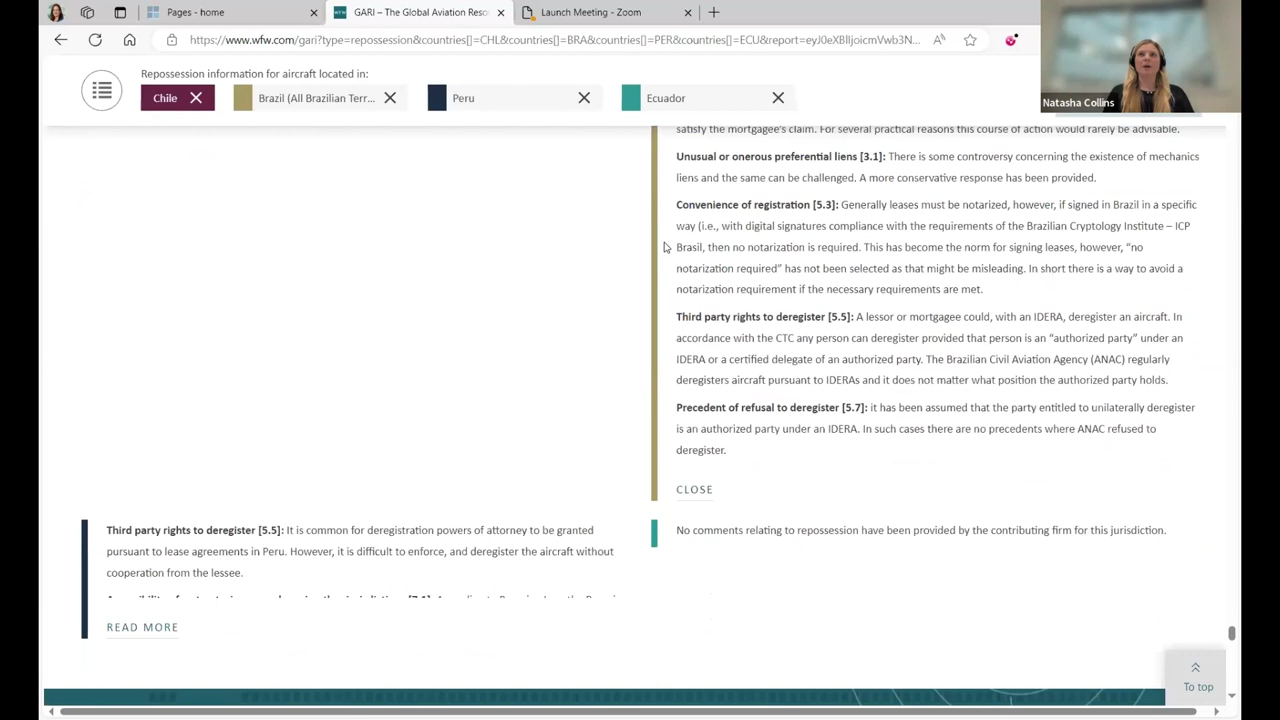 Pages - home
GARI – The Global Aviation Reso
Launch Meeting - Zoom
https://www.wfw.com/gari?type=repossession&countries[]=CHL&countries[]=BRA&countries[]=PER&countries[]=ECU&report=eyJ0eXBlIjoicmVwb3N...
Repossession information for aircraft located in:
Chile
Brazil (All Brazilian Terr...
Peru
Ecuador
Natasha Collins
satisfy the mortgagee's claim. For several practical reasons this course of action would rarely be advisable.
Unusual or onerous preferential liens [3.1]: There is some controversy concerning the existence of mechanics
liens and the same can be challenged. A more conservative response has been provided.
Convenience of registration [5.3]: Generally leases must be notarized, however, if signed in Brazil in a specific
way (i.e., with digital signatures compliance with the requirements of the Brazilian Cryptology Institute – ICP
Brasil, then no notarization is required. This has become the norm for signing leases, however, “no
notarization required” has not been selected as that might be misleading. In short there is a way to avoid a
notarization requirement if the necessary requirements are met.
Third party rights to deregister [5.5]: A lessor or mortgagee could, with an IDERA, deregister an aircraft. In
accordance with the CTC any person can deregister provided that person is an “authorized party” under an
IDERA or a certified delegate of an authorized party. The Brazilian Civil Aviation Agency (ANAC) regularly
deregisters aircraft pursuant to IDERAs and it does not matter what position the authorized party holds.
Precedent of refusal to deregister [5.7]: it has been assumed that the party entitled to unilaterally deregister
is an authorized party under an IDERA. In such cases there are no precedents where ANAC refused to
deregister.
CLOSE
Third party rights to deregister [5.5]: It is common for deregistration powers of attorney to be granted
pursuant to lease agreements in Peru. However, it is difficult to enforce, and deregister the aircraft without
cooperation from the lessee.
READ MORE
No comments relating to repossession have been provided by the contributing firm for this jurisdiction.
To top